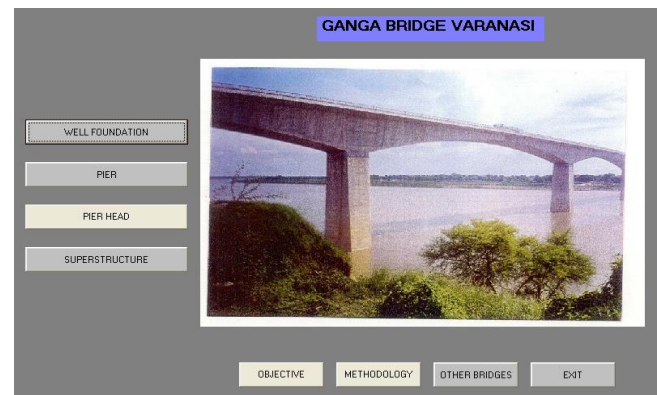 GANGA BRIDGE VARANASI
WELL FOUNDATION
PIER
PIER HEAD
SUPERSTRUCTURE
OBJECTIVE
METHODOLOGY
OTHER BRIDGES
EXIT